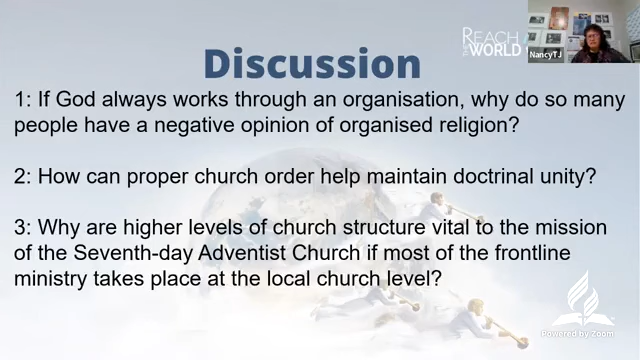 REACH
THE WORLD
NancyTJ
Discussion
1: If God always works through an organisation, why do so many
people have a negative opinion of organised religion?
2: How can proper church order help maintain doctrinal unity?
3: Why are higher levels of church structure vital to the mission
of the Seventh-day Adventist Church if most of the frontline
ministry takes place at the local church level?
Powered by Zoom